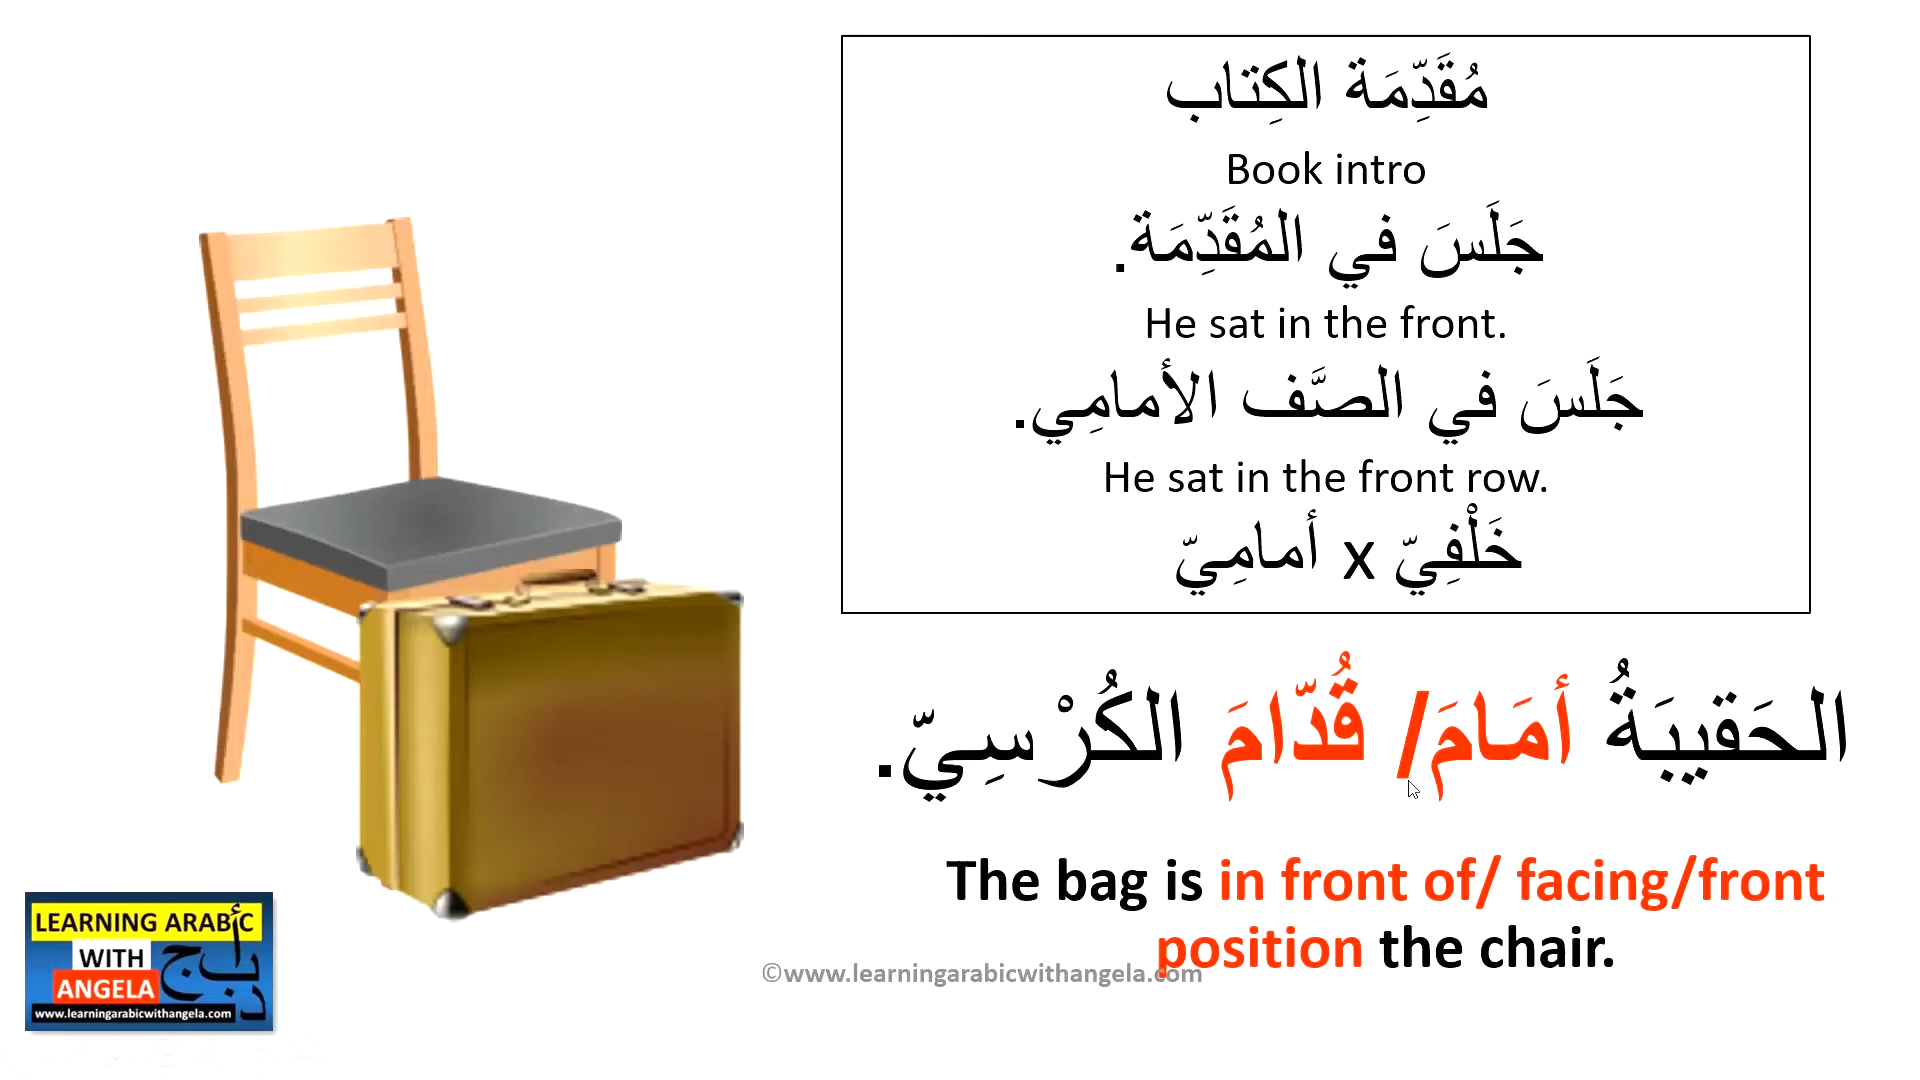 مُقَدِّمَة الكِتاب
Book intro
جَلَسَ في المُقَدِّمَة.
He sat in the front.
جَلَسَ في الصَّف الأمامِي.
He sat in the front row.
خَلْفِيّ x أمامِيّ
الحَقيبَةُ أمَامَ/ قُدّامَ الكُرْسِيّ.
The bag is in front of/ facing/front
position the chair.
©www.learningarabicwithangela.com
LEARNING ARABIC
WITH
ANGELA
www.learningarabicwithangela.com